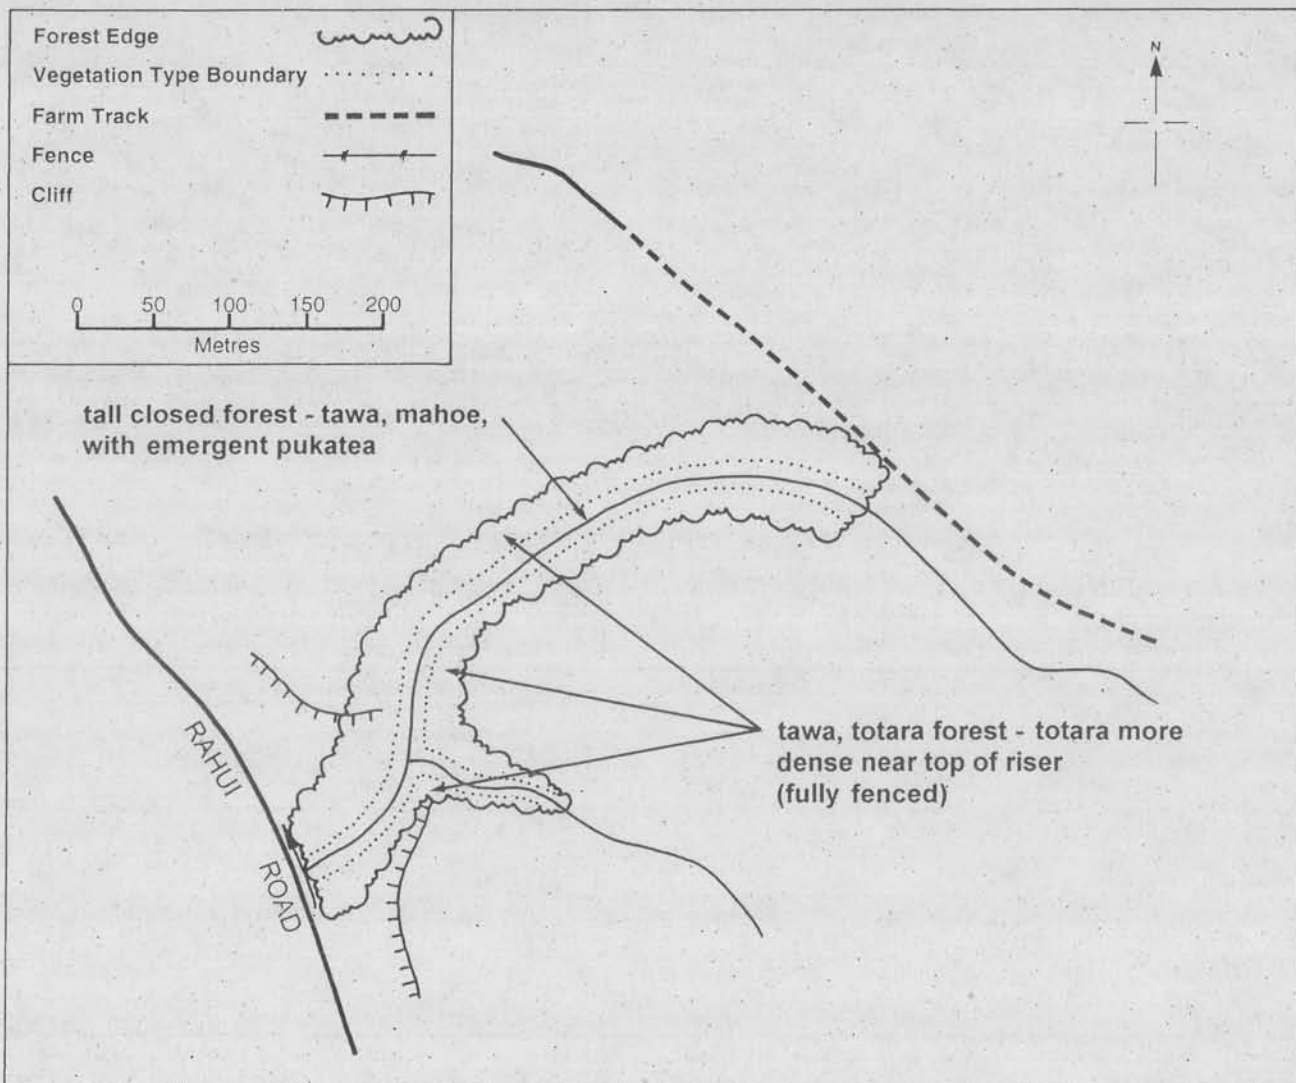 Forest Edge
Vegetation Type Boundary
Farm Track
Fence
Cliff
0 50 100 150 200
Metres
N
tall closed forest - tawa, mahoe,
with emergent pukatea
RAHUI
ROAD
tawa, totara forest - totara more
dense near top of riser
(fully fenced)